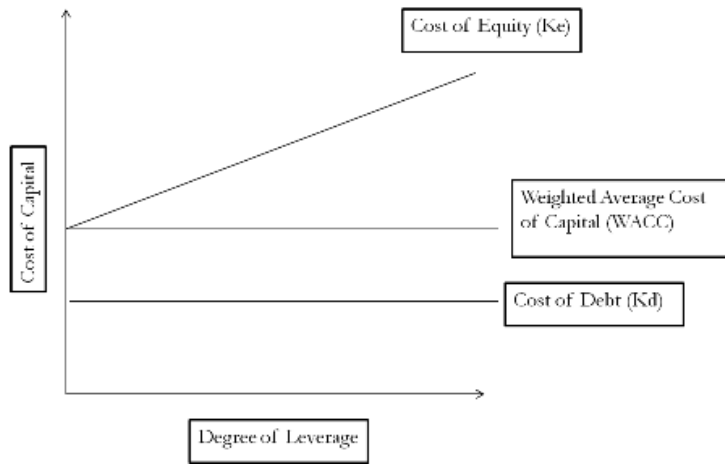 Cost of Equity (Ke)
Cost of Capital
Weighted Average Cost
of Capital (WACC)
Cost of Debt (Kd)
Degree of Leverage